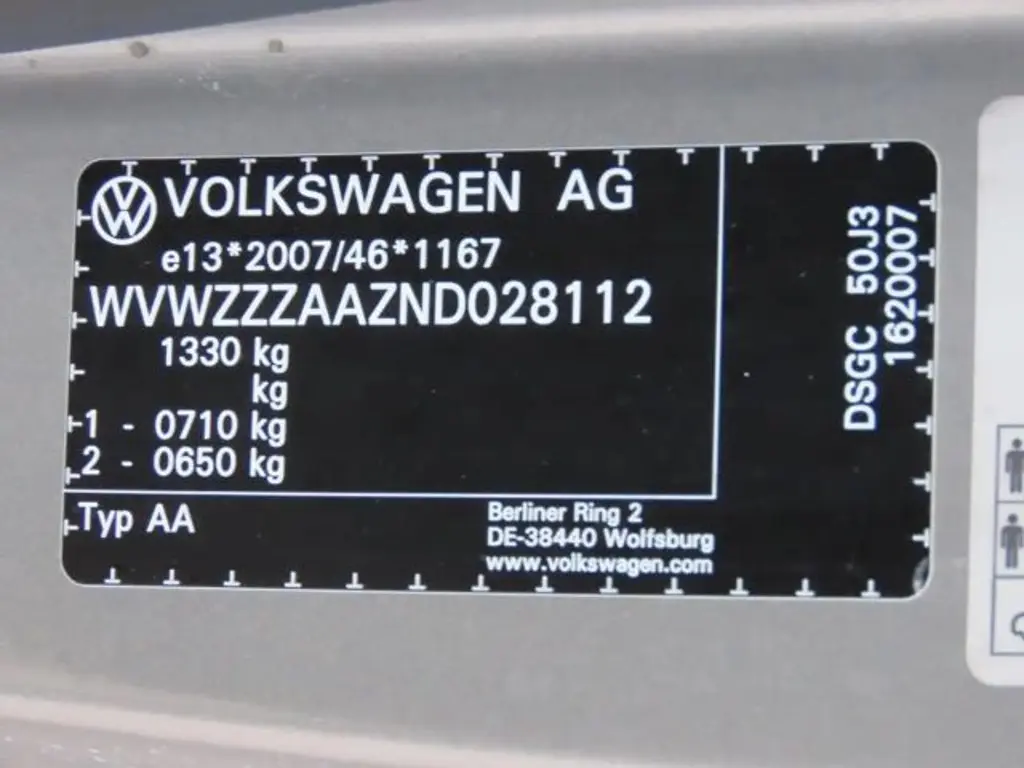 VOLKSWAGEN AG
e13*2007/46*1167
WVWZZZAAZND028112
1330 kg
kg
1 - 0710 kg
2 - 0650 kg
Typ AA
Berliner Ring 2
DE-38440 Wolfsburg
www.volkswagen.com
DSGC 50J3
1620007